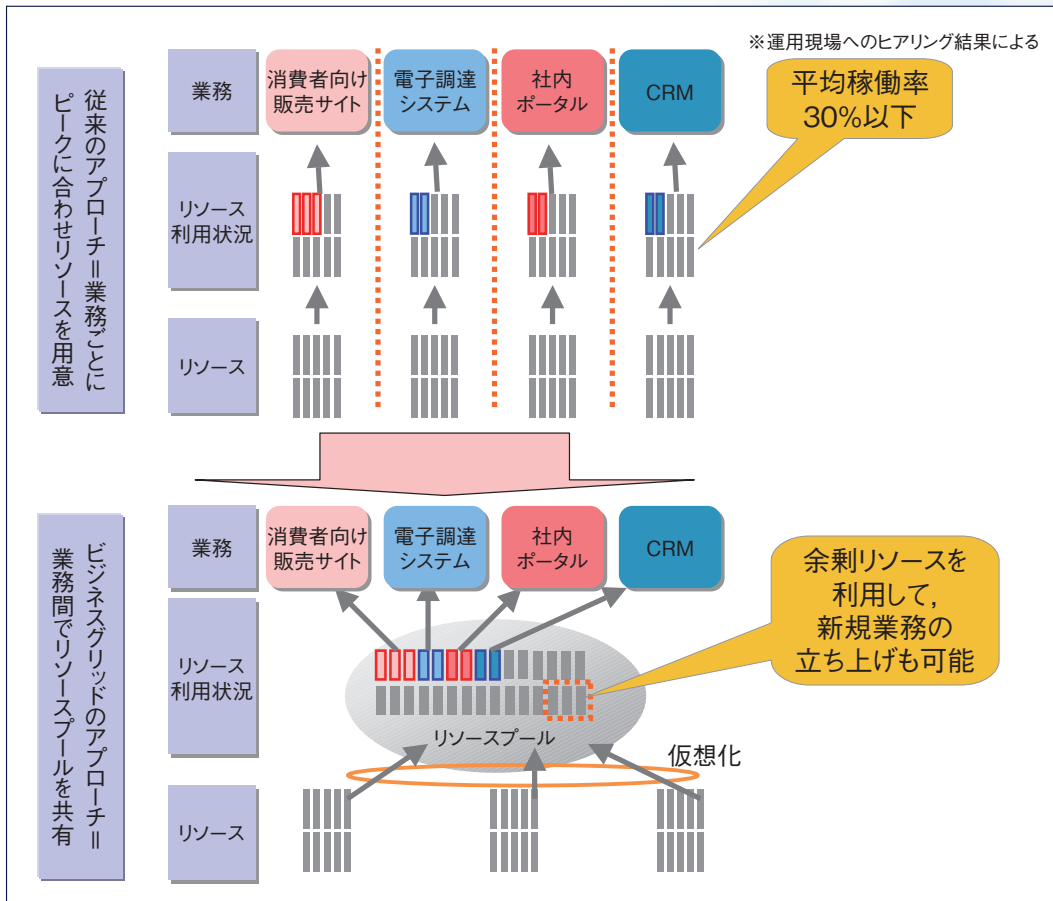 ※運用現場へのヒアリング結果による
従来のアプローチ＝業務ごとに
ピークに合わせリソースを用意
業務
消費者向け
販売サイト
電子調達
システム
社内
ポータル
CRM
平均稼働率
30%以下
リソース
利用状況
リソース
ビジネスグリッドのアプローチ＝
業務間でリソースプールを共有
業務
消費者向け
販売サイト
電子調達
システム
社内
ポータル
CRM
余剰リソースを
利用して,
新規業務の
立ち上げも可能
リソース
利用状況
リソースプール
仮想化
リソース